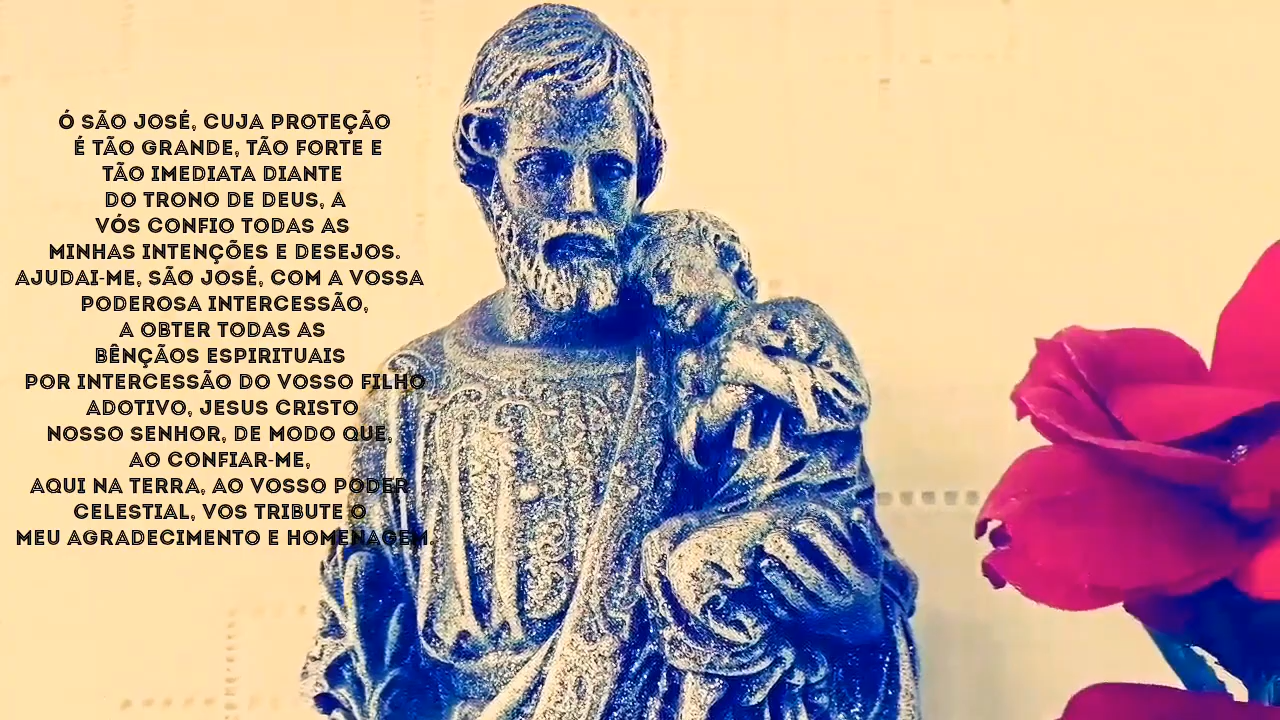 Ó SÃO JOSÉ, CUJA PROTEÇÃO
É TÃO GRANDE, TÃO FORTE E
TÃO IMEDIATA DIANTE
DO TRONO DE DEUS, A
VÓS CONFIO TODAS AS
MINHAS INTENÇÕES E DESEJOS.
AJUDAI-ME, SÃO JOSÉ, COM A VOSSA
PODEROSA INTERCESSÃO,
A OBTER TODAS AS
BÊNÇÃOS ESPIRITUAIS
POR INTERCESSÃO DO VOSSO FILHO
ADOTIVO, JESUS CRISTO
NOSSO SENHOR, DE MODO QUE,
AO CONFIAR-ME,
AQUI NA TERRA, AO VOSSO PODER
CELESTIAL, VOS TRIBUTE O
MEU AGRADECIMENTO E HOMENAGEM.